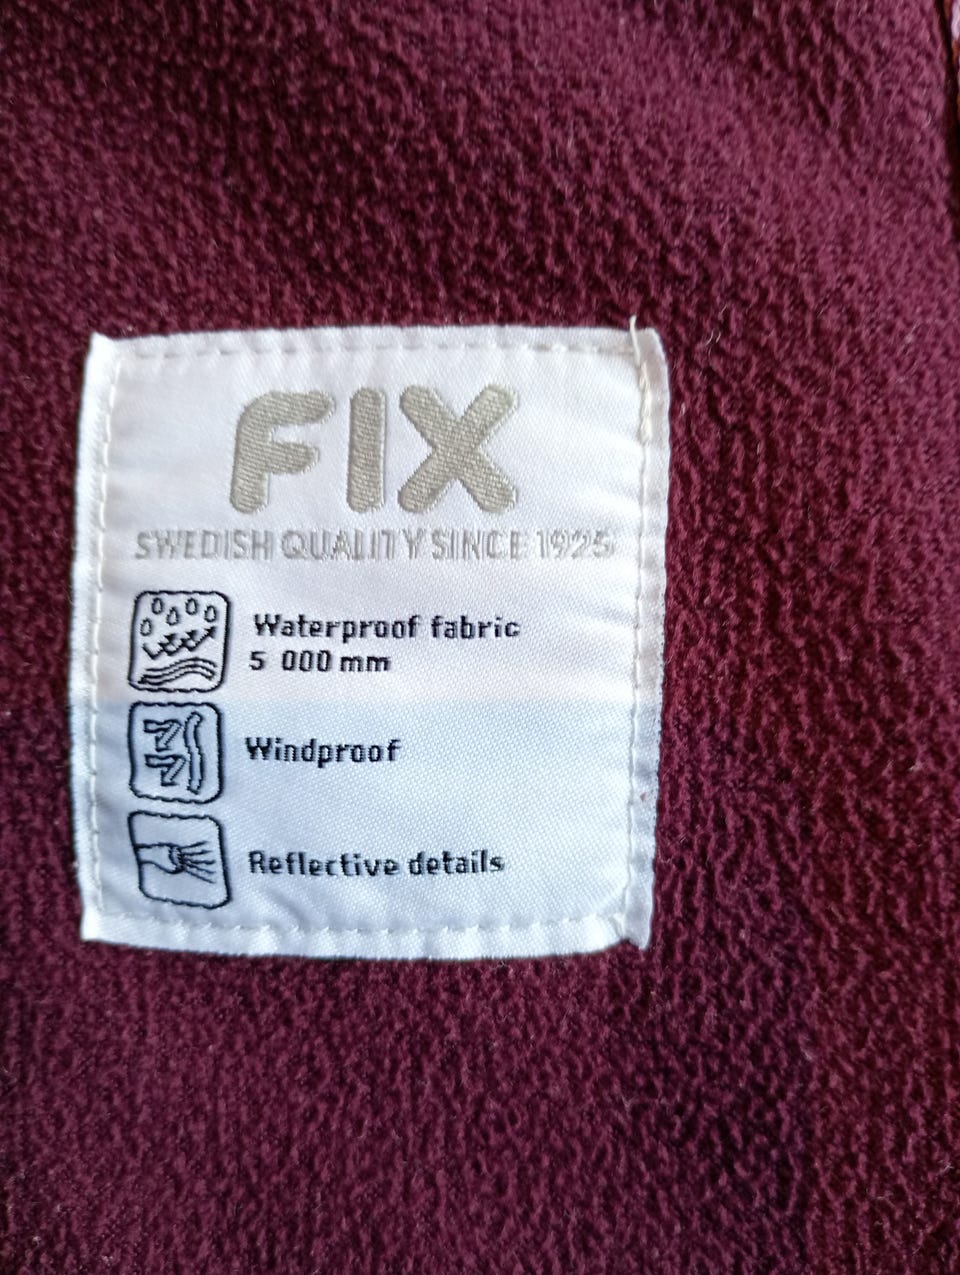 FIX
SWEDISH QUALITY SINCE 1925
Waterproof fabric
5 000 mm
Windproof
Reflective details